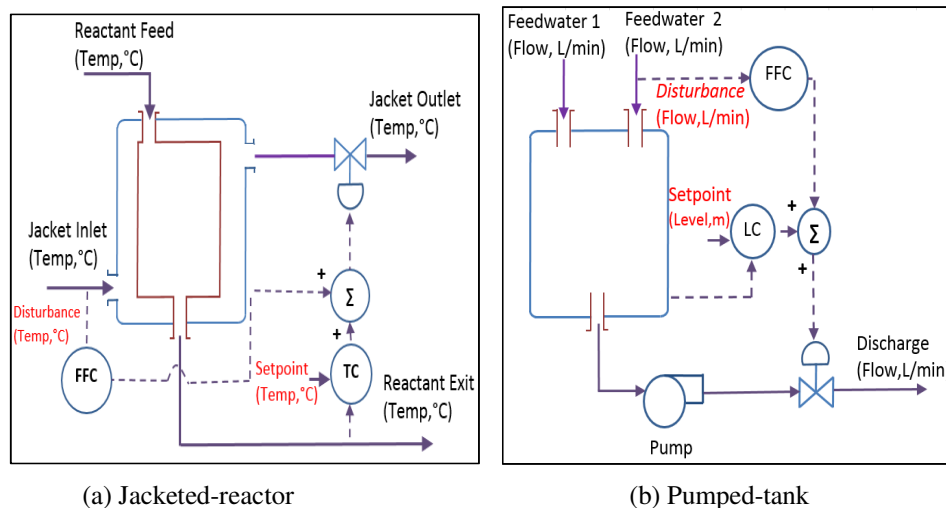 Reactant Feed
(Temp,°C)
Jacket Outlet
(Temp,°C)
Jacket Inlet
(Temp,°C)
Disturbance
(Temp,°C)
FFC
+
Σ
+
Setpoint
(Temp,°C)
TC
Reactant Exit
(Temp,°C)
(a) Jacketed-reactor
Feedwater 1
(Flow, L/min)
Feedwater 2
(Flow, L/min)
FFC
Disturbance
(Flow,L/min)
Setpoint
(Level,m)
LC
+
Σ
+
Discharge
(Flow,L/min)
Pump
(b) Pumped-tank